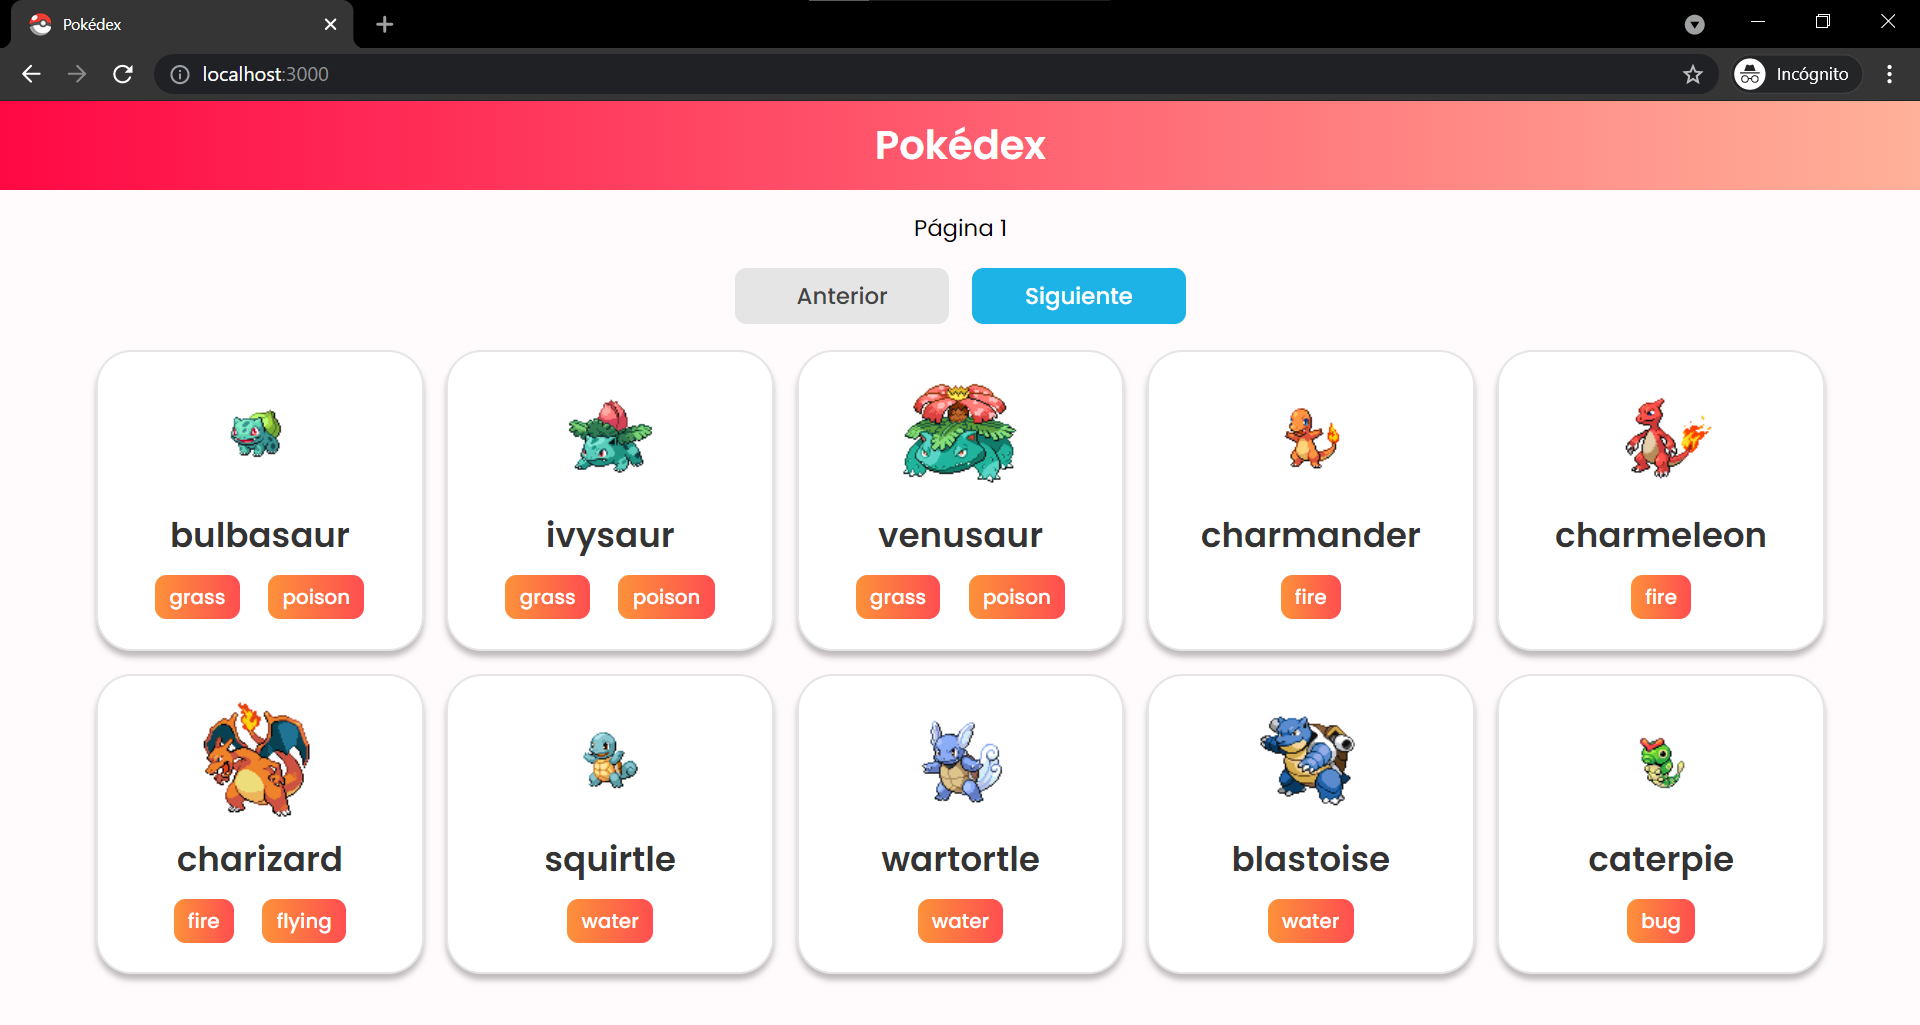 Pokédex
localhost:3000
Incógnito
Pokédex
Página 1
Anterior Siguiente
bulbasaur ivysaur venusaur charmander charmeleon
grass poison grass poison grass poison fire fire
charizard squirtle wartortle blastoise caterpie
fire flying water water water bug